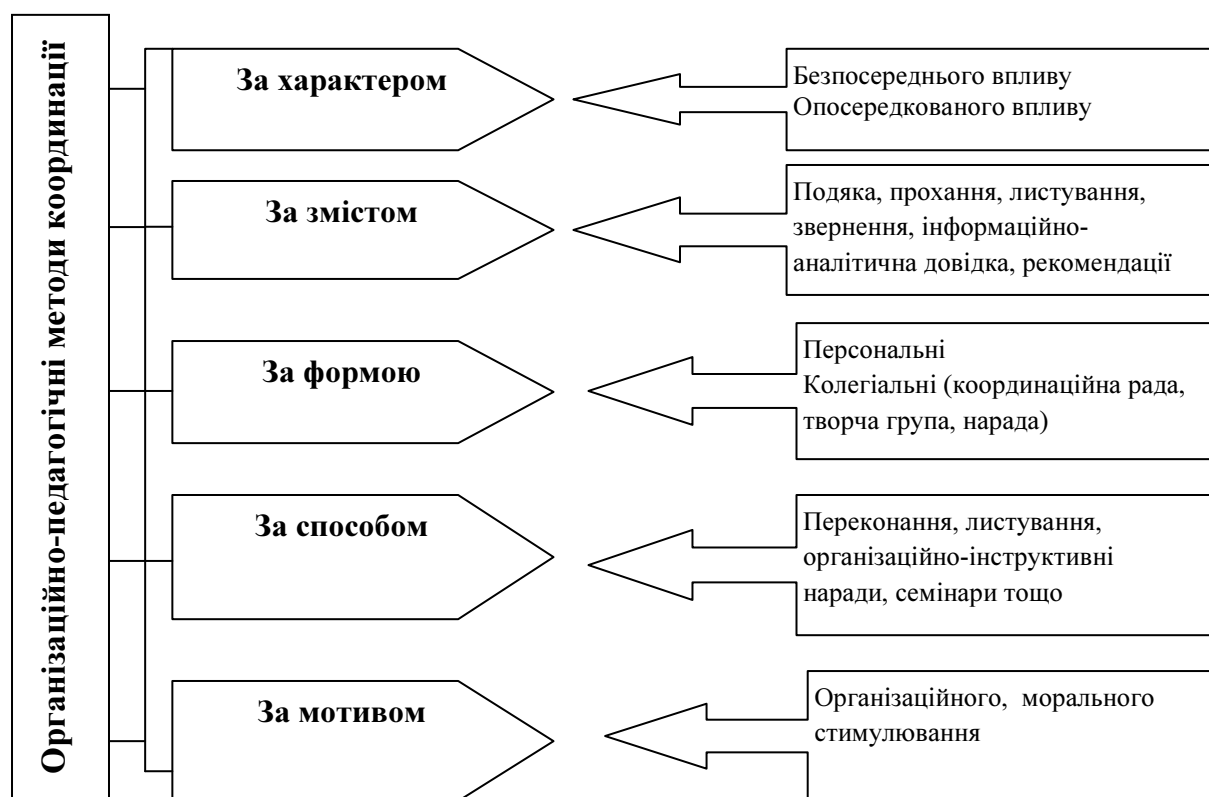 Організаційно-педагогічні методи координації
За характером
Безпосереднього впливу
Опосередкованого впливу
За змістом
Подяка, прохання, листування,
звернення, інформаційно-
аналітична довідка, рекомендації
За формою
Персональні
Колегіальні (координаційна рада,
творча група, нарада)
За способом
Переконання, листування,
організаційно-інструктивні
наради, семінари тощо
За мотивом
Організаційного, морального
стимулювання